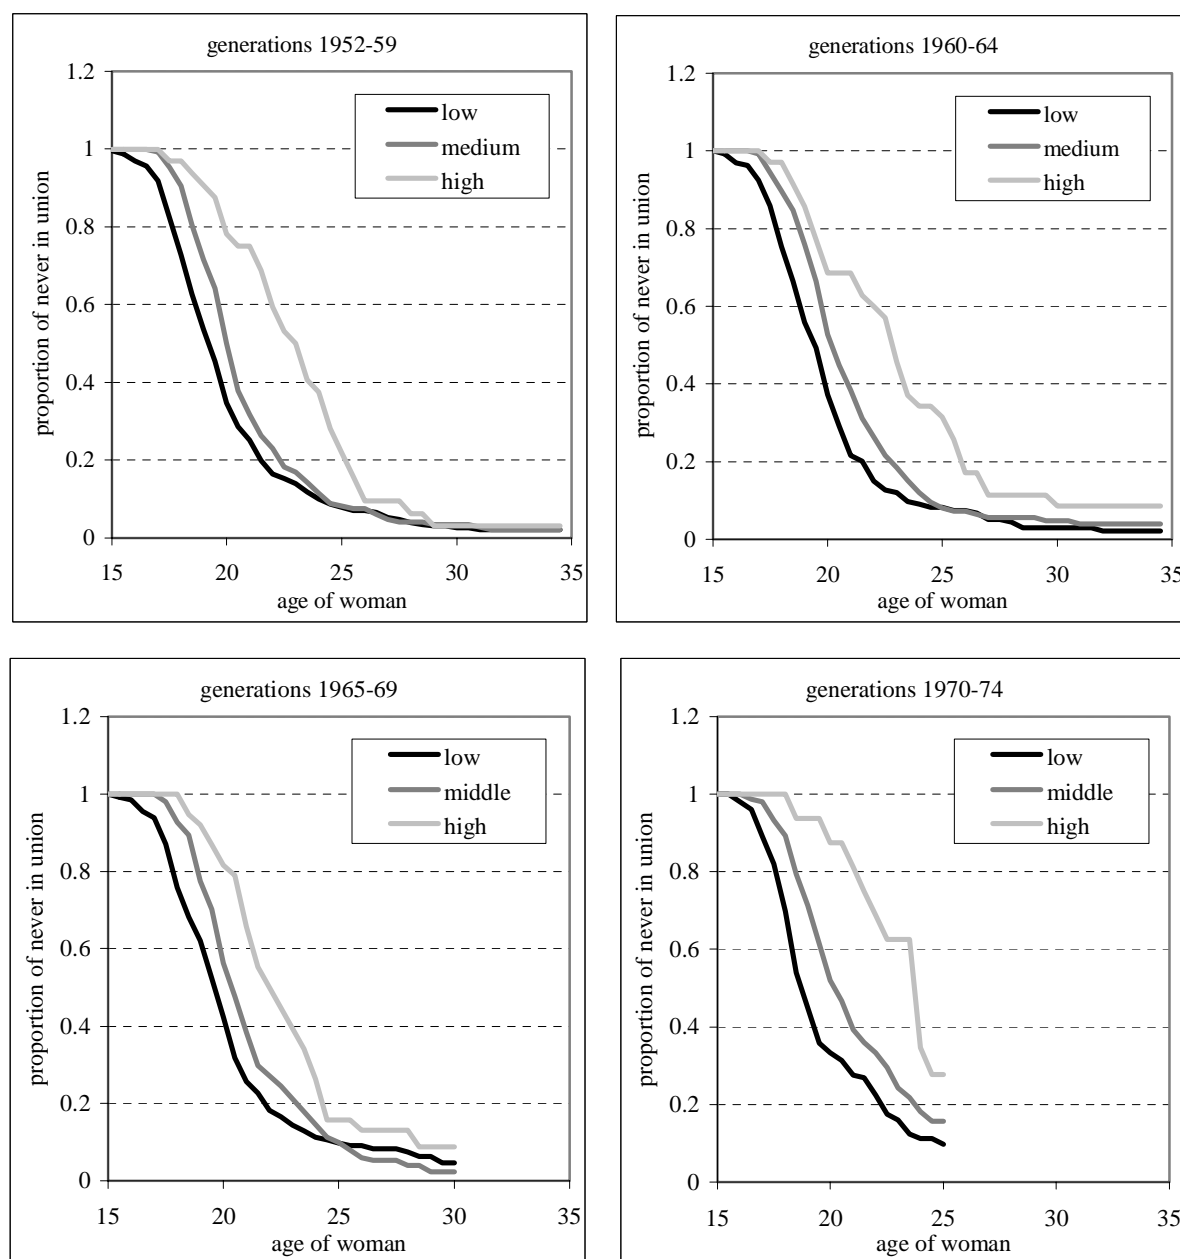 generations 1952-59
proportion of never in union
1.2
1
0.8
0.6
0.4
0.2
0
low
medium
high
15 20 25 30 35
age of woman
generations 1960-64
proportion of never in union
1.2
1
0.8
0.6
0.4
0.2
0
low
medium
high
15 20 25 30 35
age of woman
generations 1965-69
proportion of never in union
1.2
1
0.8
0.6
0.4
0.2
0
low
middle
high
15 20 25 30 35
age of woman
generations 1970-74
proportion of never in union
1.2
1
0.8
0.6
0.4
0.2
0
low
middle
high
15 20 25 30 35
age of woman